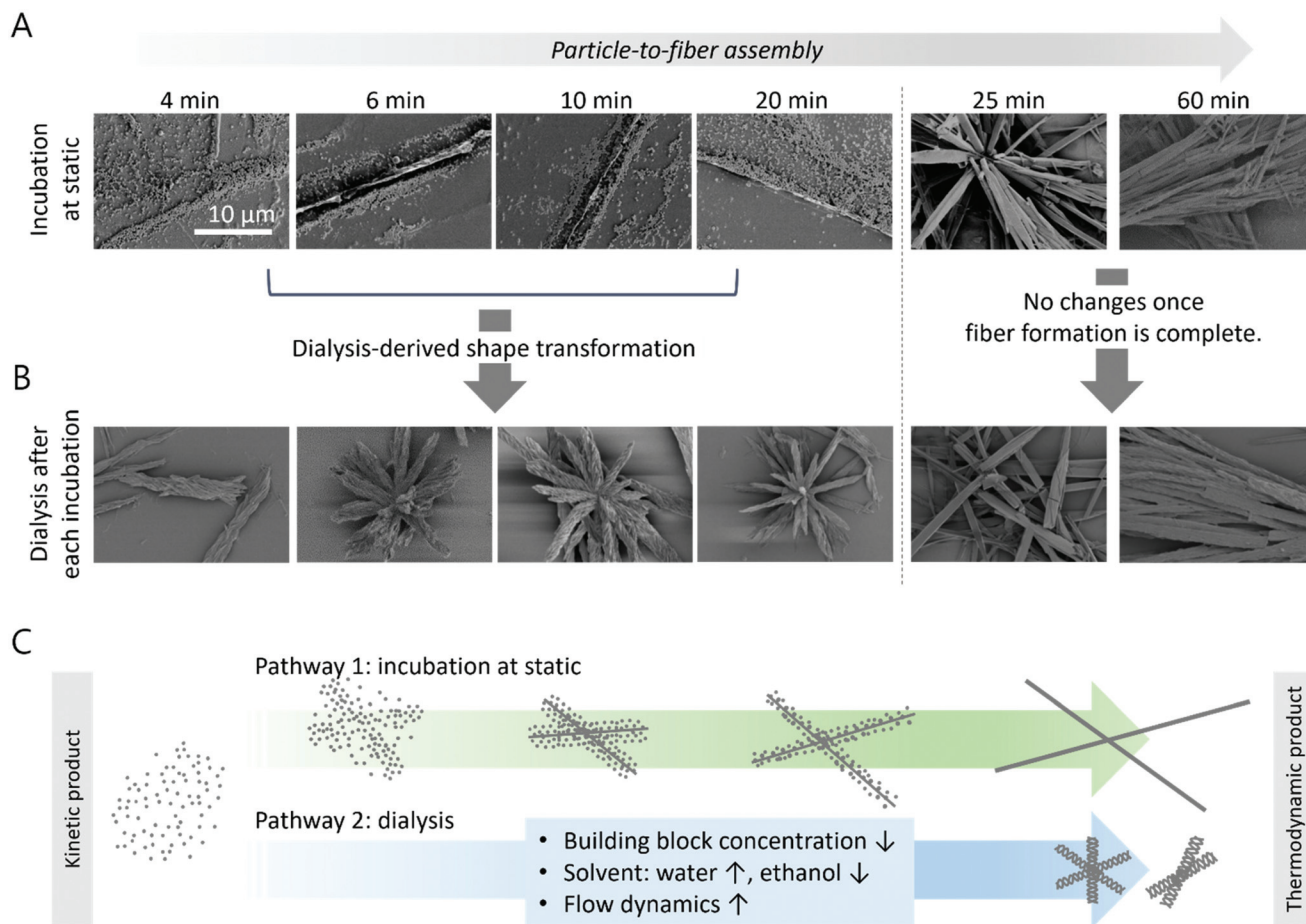 A
Particle-to-fiber assembly
4 min
6 min
10 min
20 min
25 min
60 min
Incubation
at static
10 μm
Dialysis-derived shape transformation
No changes once
fiber formation is complete.
B
Dialysis after
each incubation
C
Pathway 1: incubation at static
Kinetic product
Thermodynamic product
Pathway 2: dialysis
• Building block concentration ↓
• Solvent: water ↑, ethanol ↓
• Flow dynamics ↑